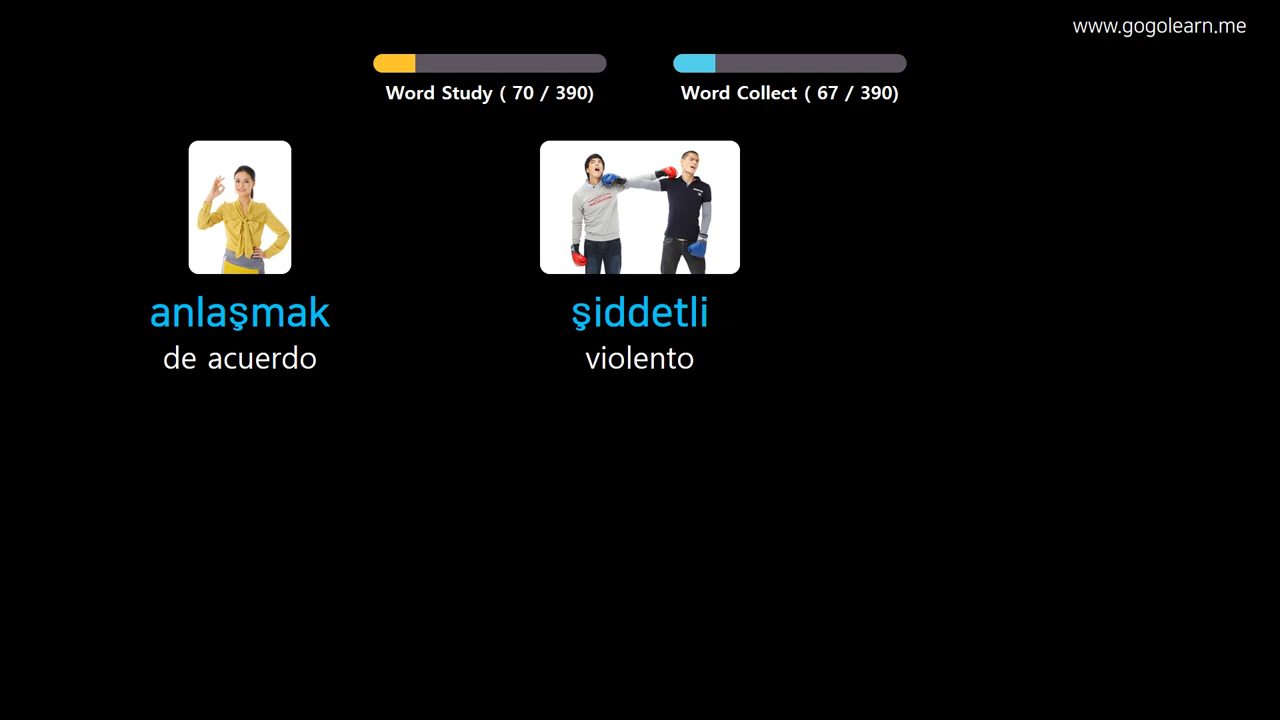 www.gogolearn.me
Word Study ( 70 / 390)
Word Collect ( 67 / 390)
anlaşmak
de acuerdo
şiddetli
violento